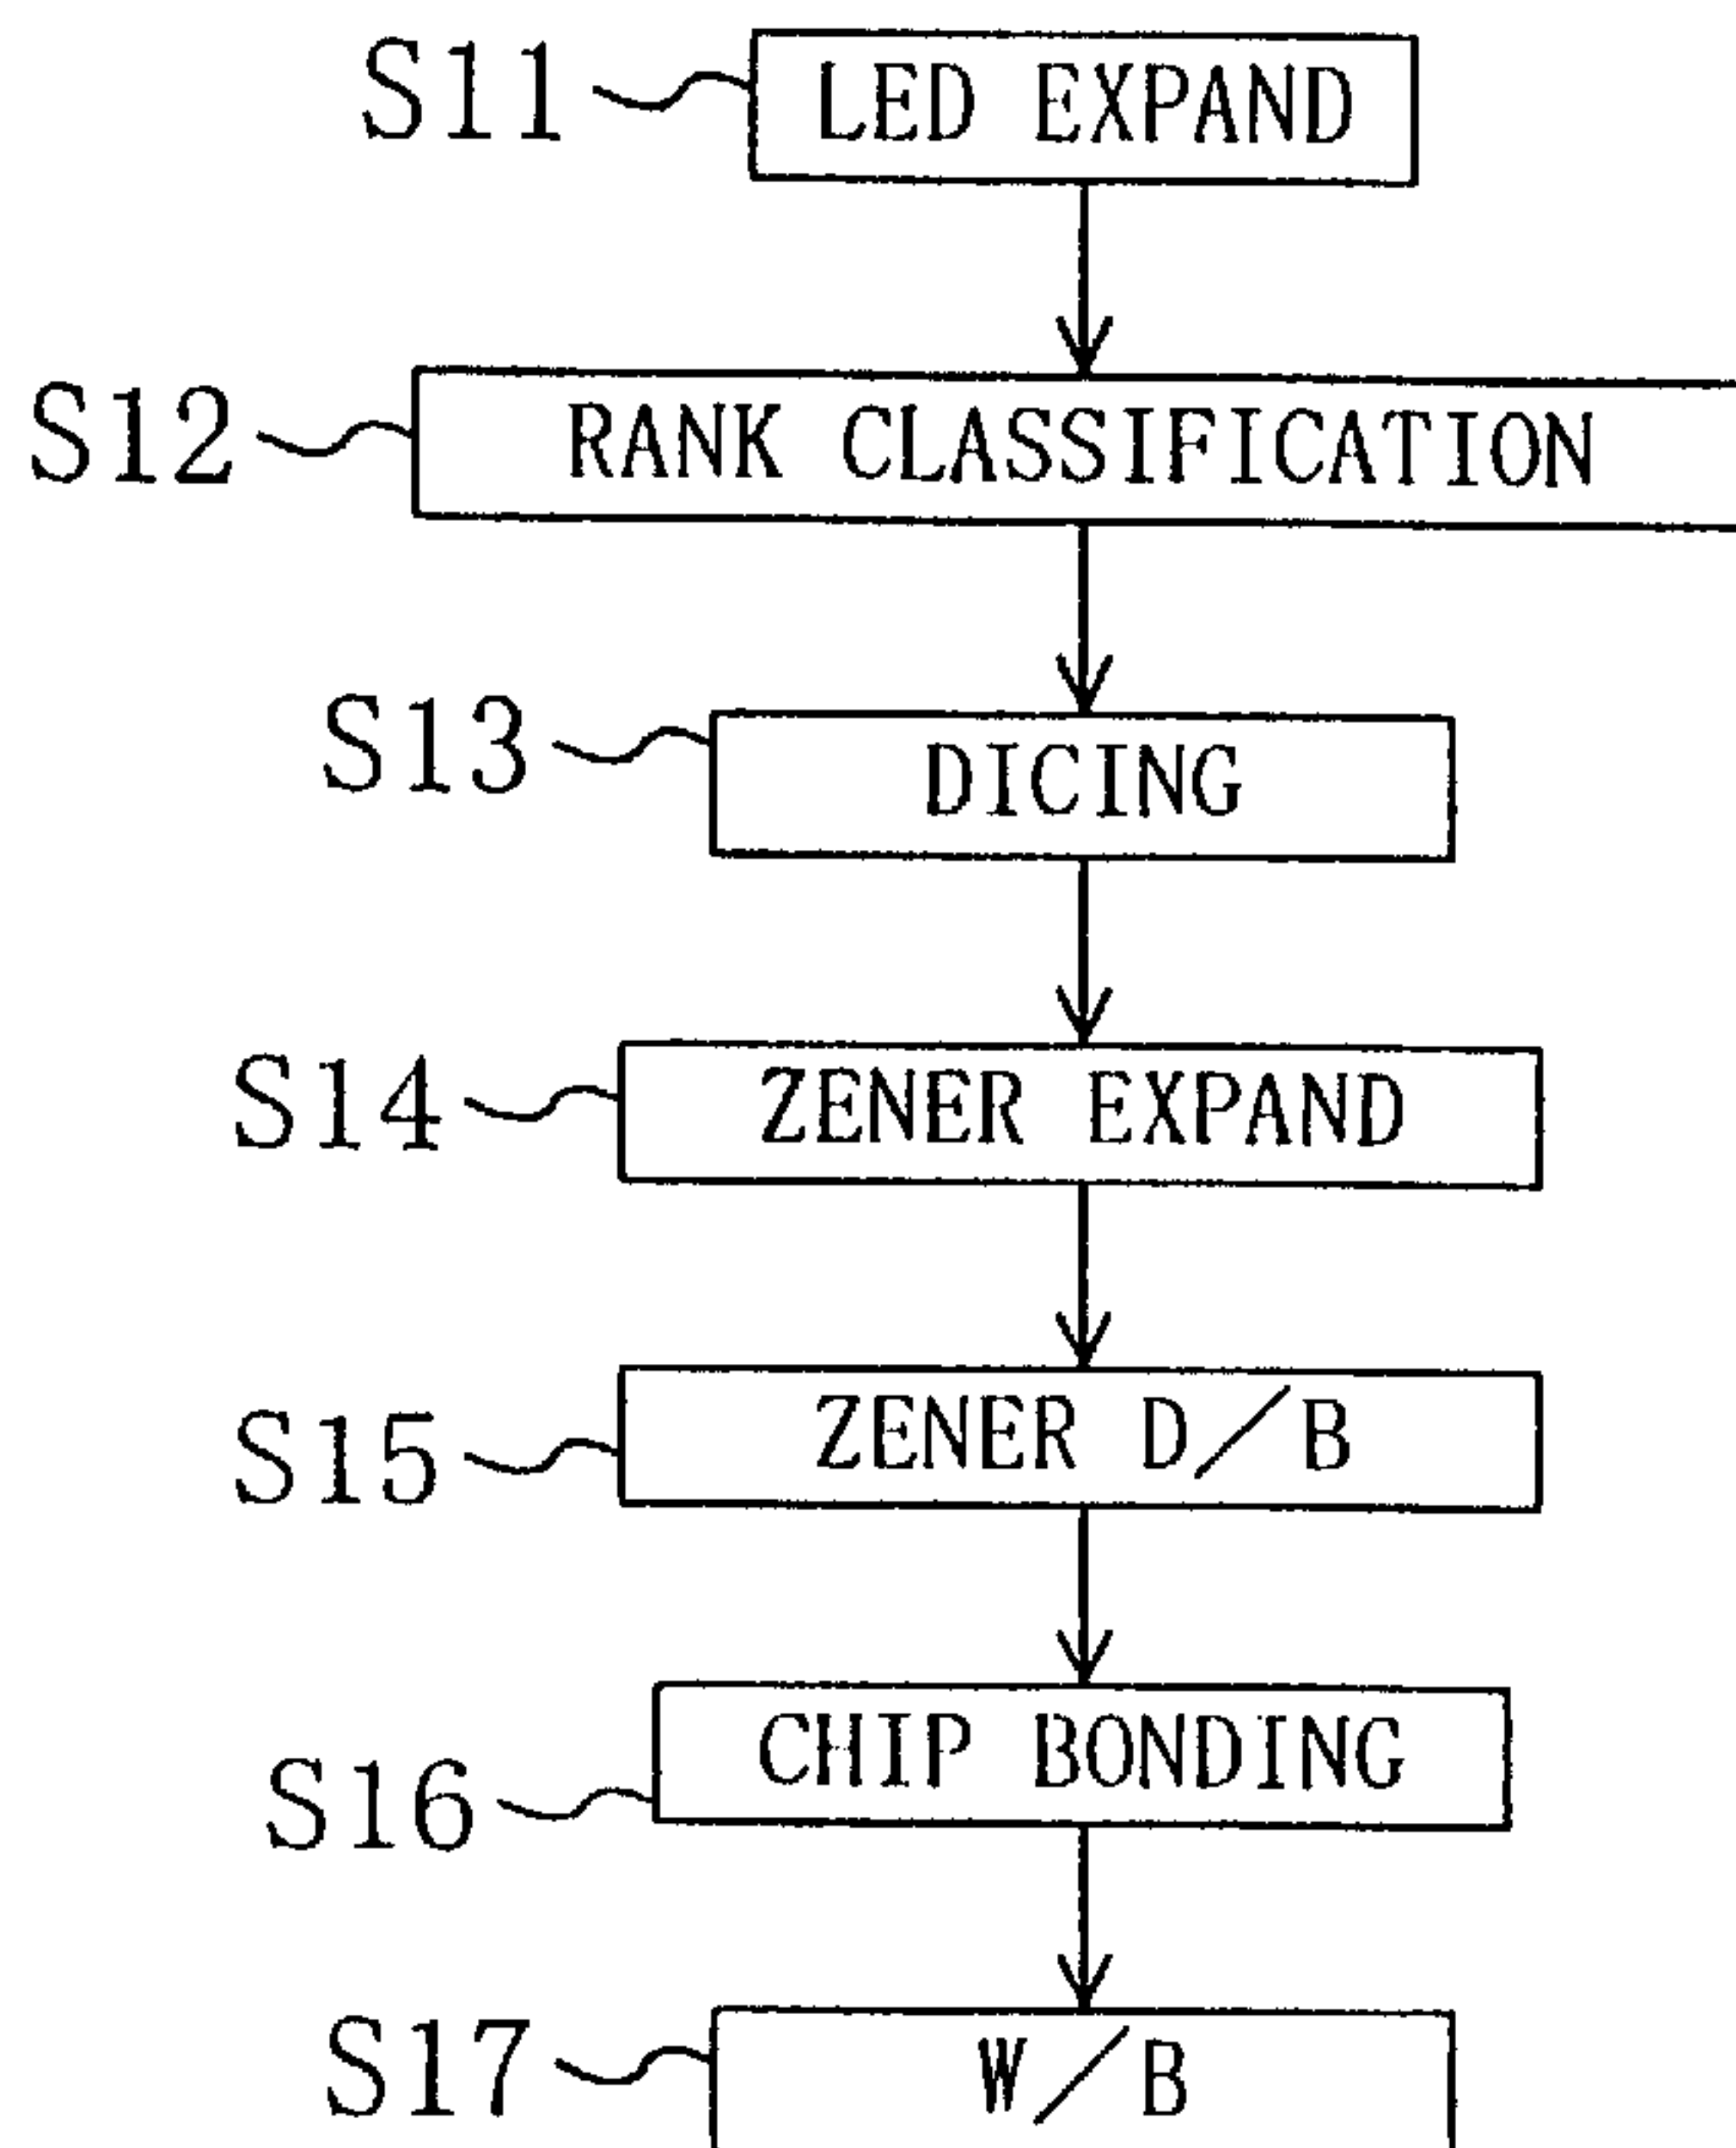 S11 LED EXPAND
S12 RANK CLASSIFICATION
S13 DICING
S14 ZENER EXPAND
S15 ZENER D/B
S16 CHIP BONDING
S17 W/B